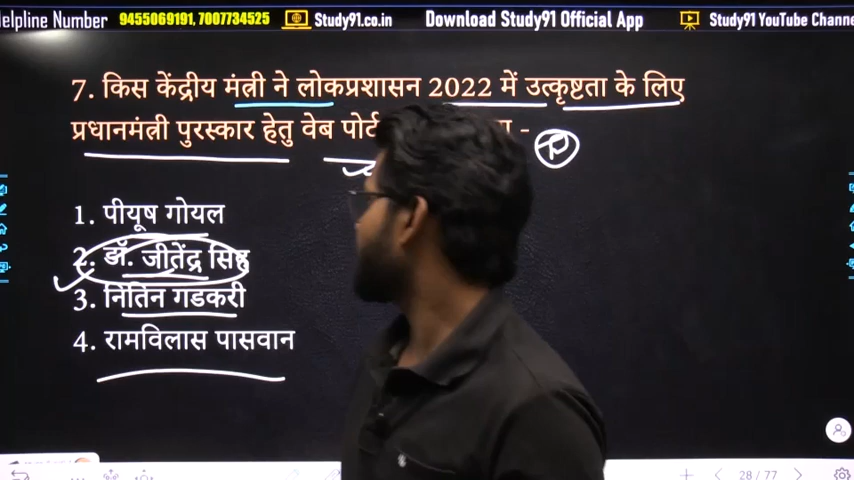 elpline Number 9455069191, 7007734525 Study91.co.in Download Study91 Official App Study91 YouTube Channe
7. किस केंद्रीय मंत्री ने लोकप्रशासन 2022 में उत्कृष्टता के लिए
प्रधानमंत्री पुरस्कार हेतु वेब -
1. पीयूष गोयल
2. डॉ. जीतेंद्र सिंह
3. नितिन गडकरी
4. रामविलास पासवान
28 / 77